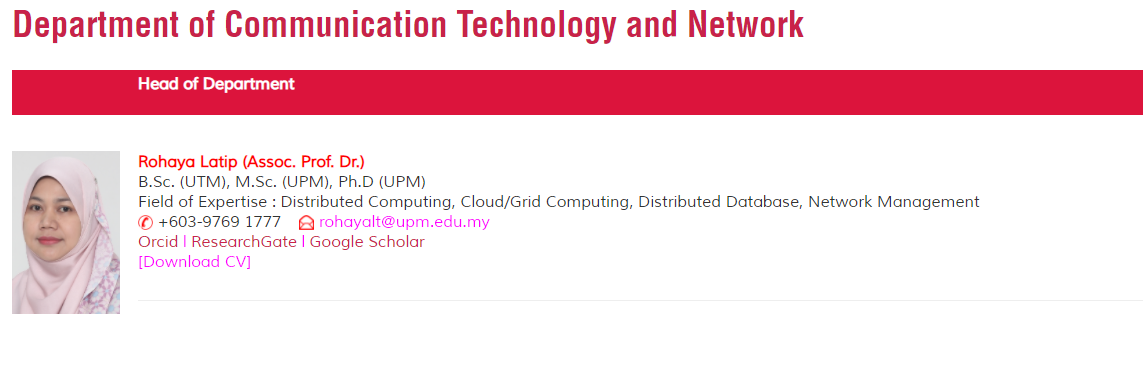 Department of Communication Technology and Network
Head of Department
Rohaya Latip (Assoc. Prof. Dr.)
B.Sc. (UTM), M.Sc. (UPM), Ph.D (UPM)
Field of Expertise : Distributed Computing, Cloud/Grid Computing, Distributed Database, Network Management
+603-9769 1777 rohayalt@upm.edu.my
Orcid l ResearchGate l Google Scholar
[Download CV]